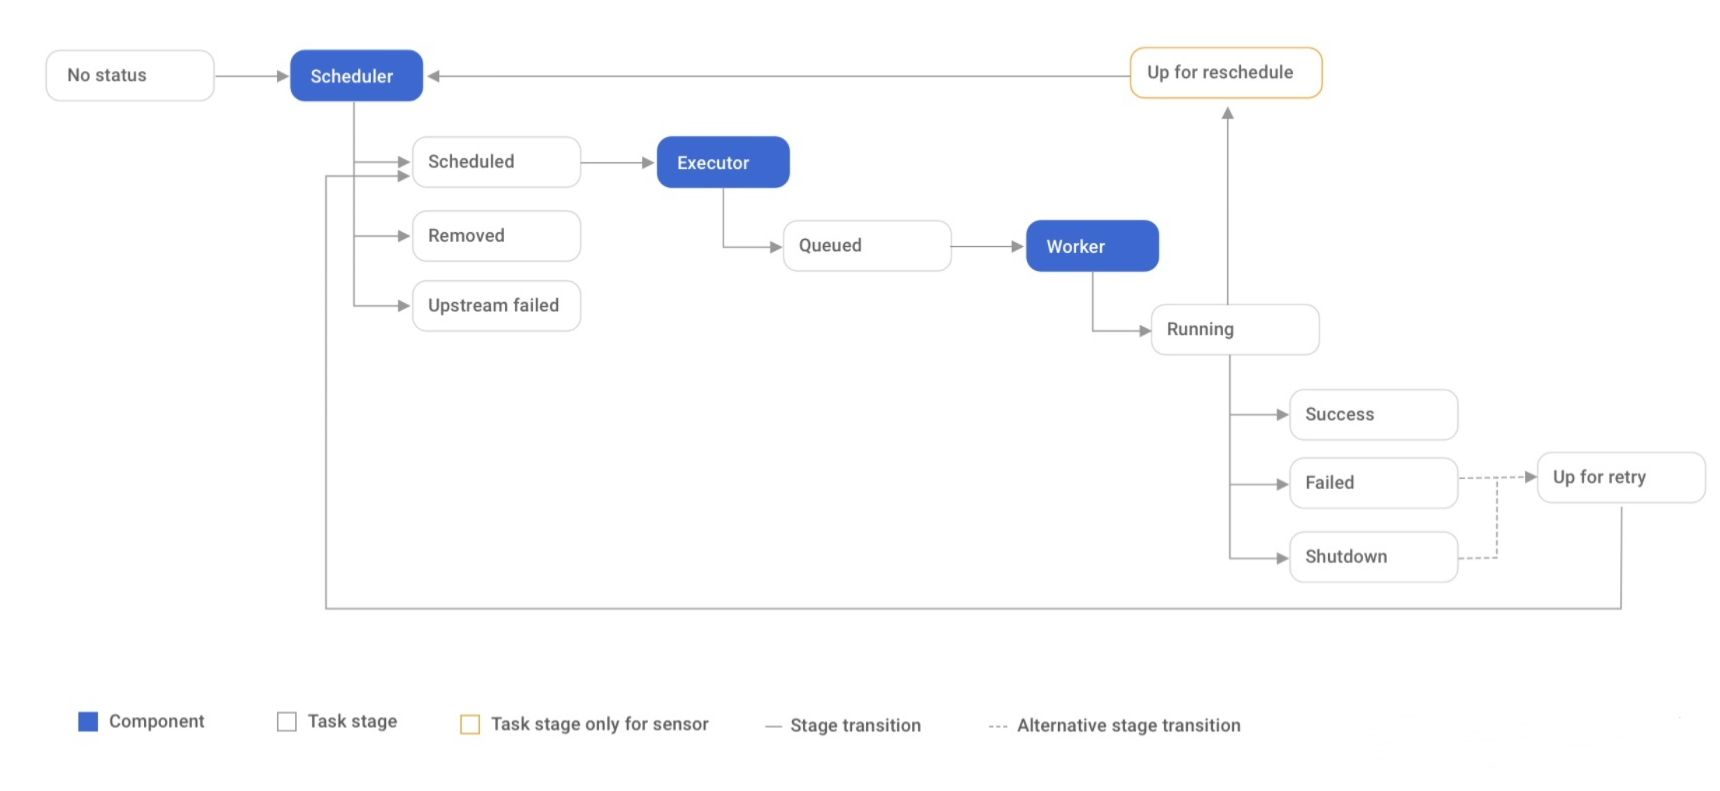 No status
Scheduler
Up for reschedule
Scheduled
Executor
Removed
Queued
Worker
Upstream failed
Running
Success
Failed
Up for retry
Shutdown
Component
Task stage
Task stage only for sensor
Stage transition
Alternative stage transition